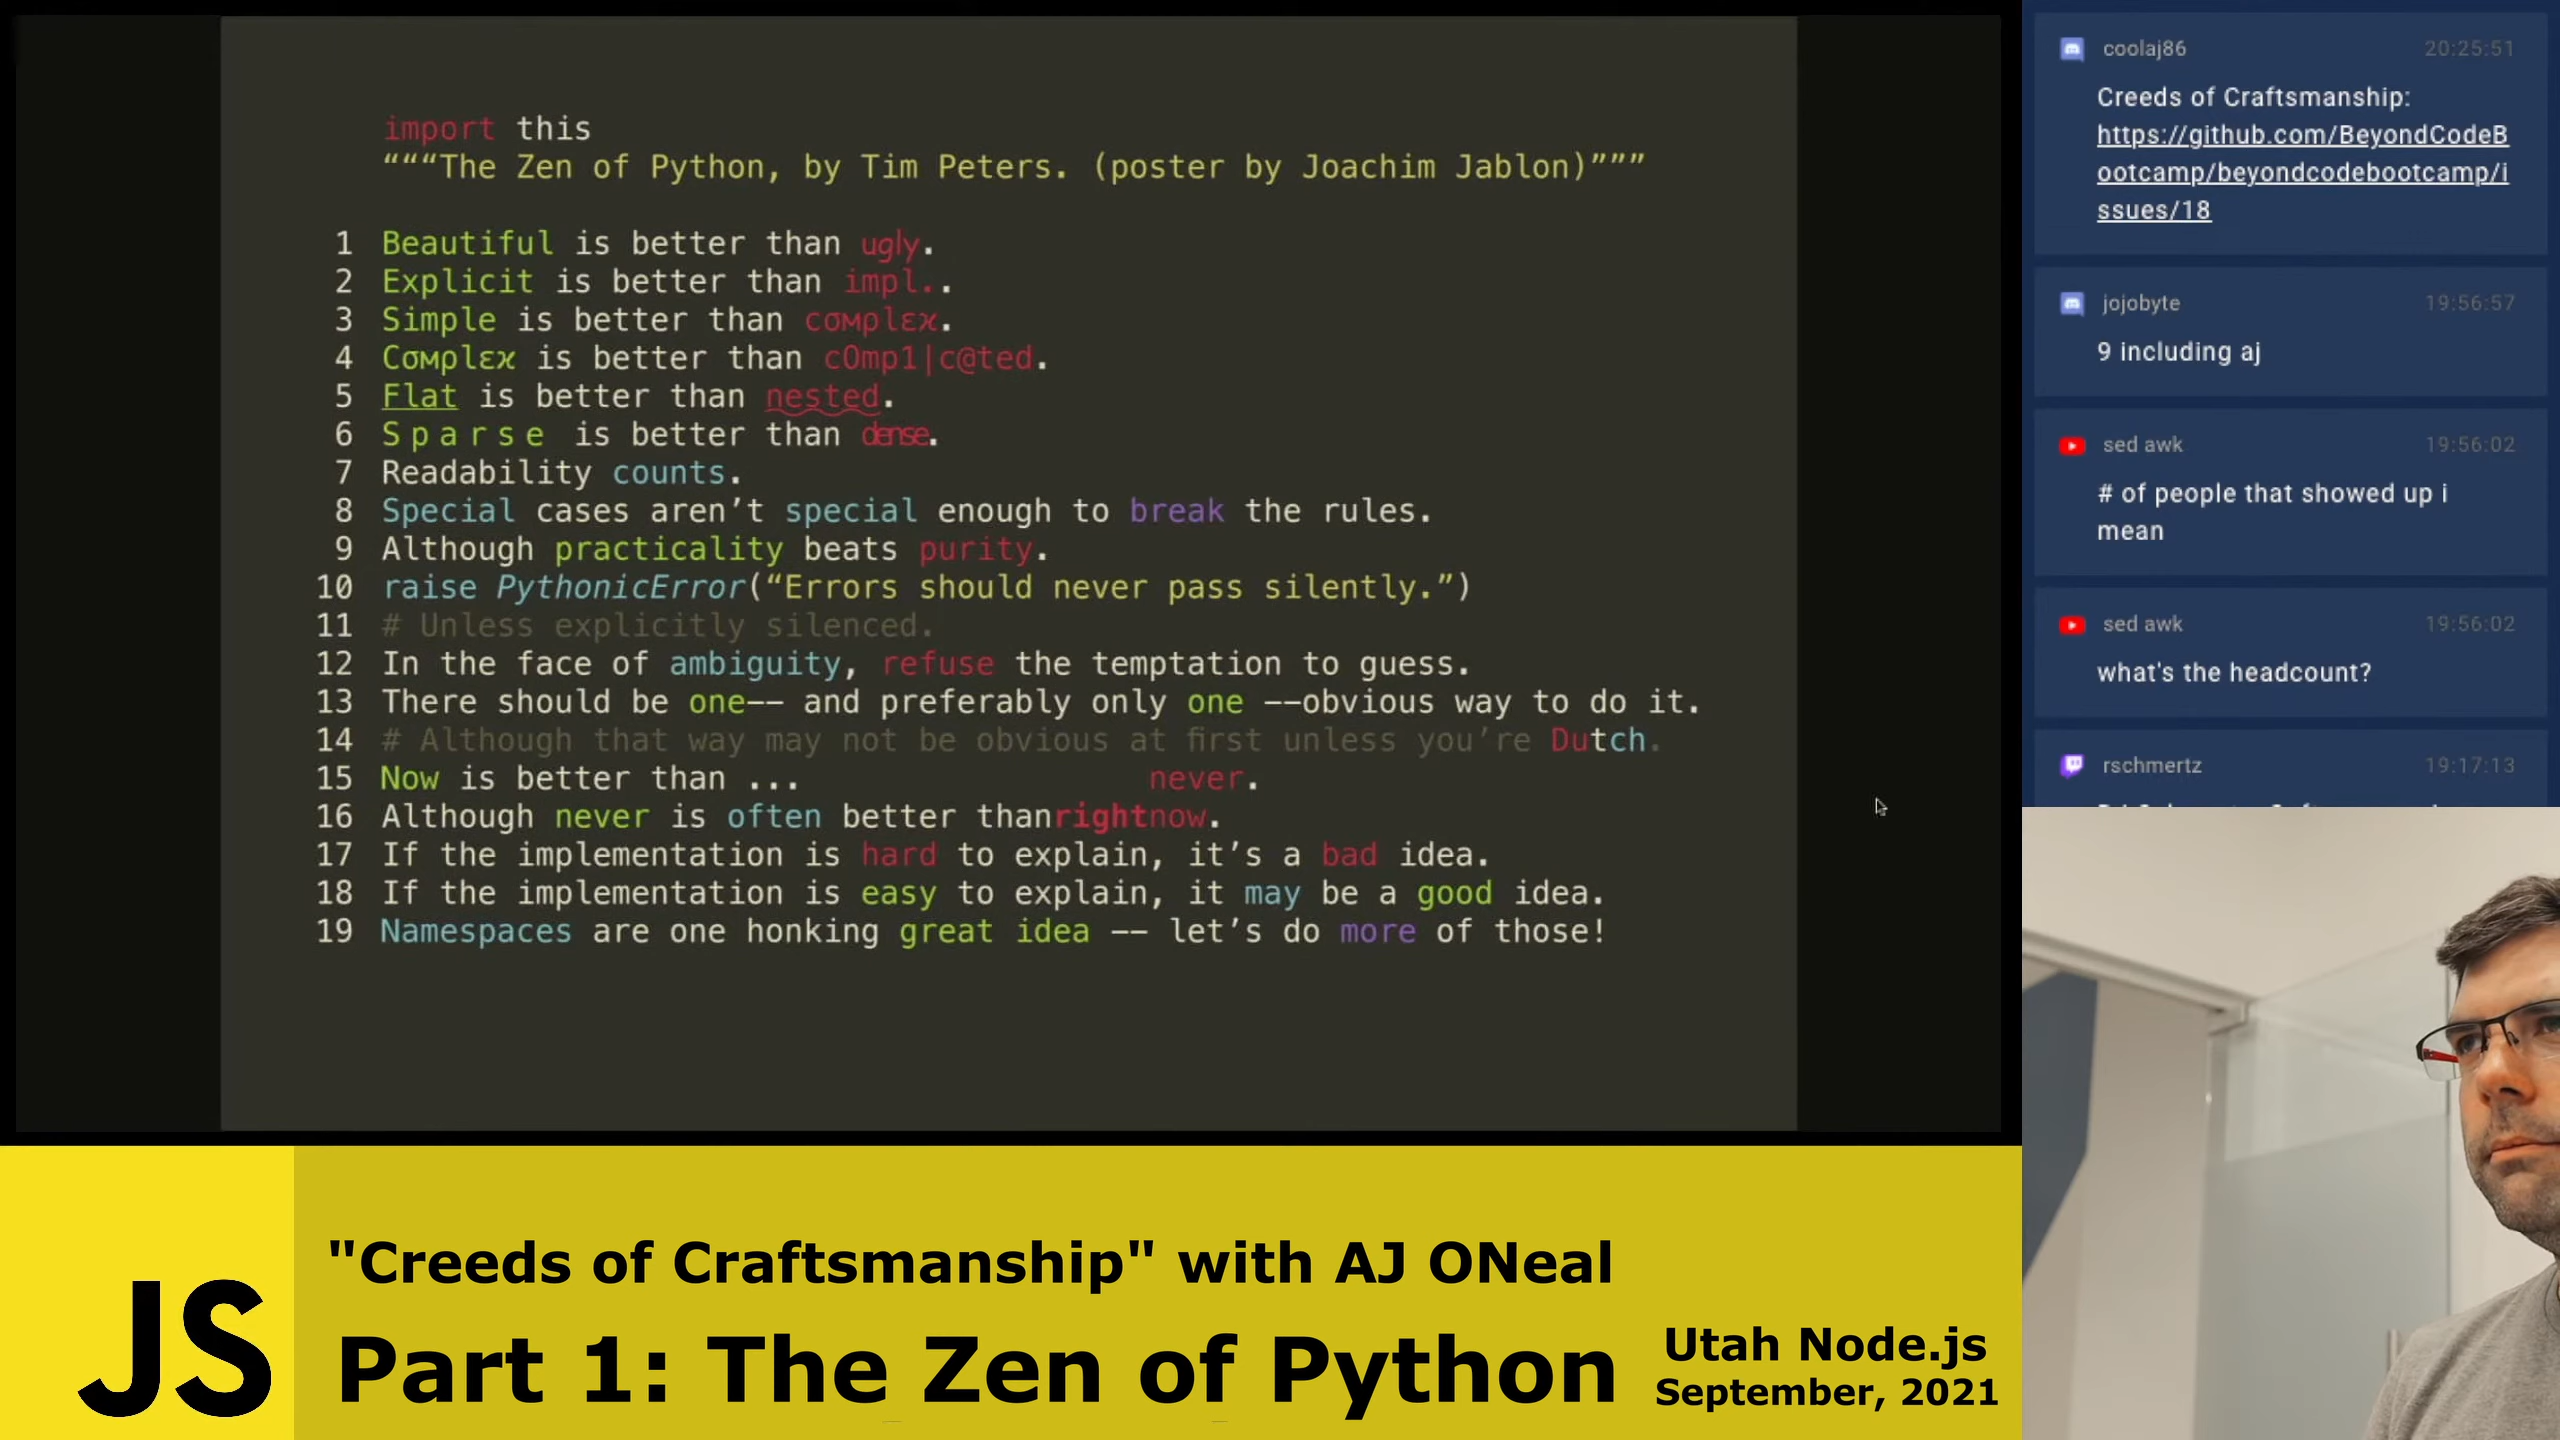 import this
“““The Zen of Python, by Tim Peters. (poster by Joachim Jablon)”””
1 Beautiful is better than ugly.
2 Explicit is better than impl..
3 Simple is better than cσмρlεϰ.
4 Cσмρlεϰ is better than cOmp1|c@ted.
5 Flat is better than nested.
6 S p a r s e is better than dense.
7 Readability counts.
8 Special cases aren’t special enough to break the rules.
9 Although practicality beats purity.
10 raise PythonicError(“Errors should never pass silently.”)
11 # Unless explicitly silenced.
12 In the face of ambiguity, refuse the temptation to guess.
13 There should be one–– and preferably only one ––obvious way to do it.
14 # Although that way may not be obvious at first unless you’re Dutch.
15 Now is better than ... never.
16 Although never is often better thanrightnow.
17 If the implementation is hard to explain, it’s a bad idea.
18 If the implementation is easy to explain, it may be a good idea.
19 Namespaces are one honking great idea –– let’s do more of those!
coolaj86 20:25:51
Creeds of Craftsmanship:
https://github.com/BeyondCodeB
ootcamp/beyondcodebootcamp/i
ssues/18
jojobyte 19:56:57
9 including aj
sed awk 19:56:02
# of people that showed up i
mean
sed awk 19:56:02
what's the headcount?
rschmertz 19:17:13
JS
"Creeds of Craftsmanship" with AJ ONeal
Part 1: The Zen of Python
Utah Node.js
September, 2021